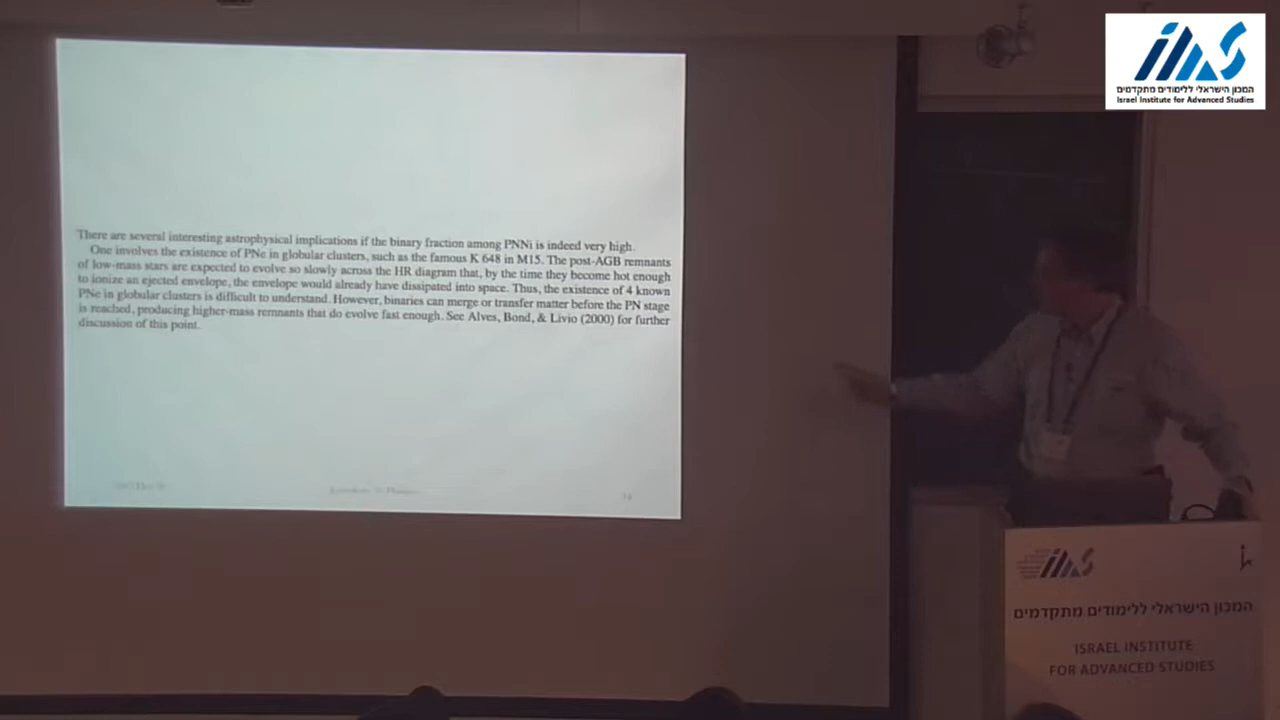 המכון הישראלי ללימודים מתקדמים
Israel Institute for Advanced Studies
There are several interesting astrophysical implications if the binary fraction among PNNi is indeed very high.
One involves the existence of PNe in globular clusters, such as the famous K 648 in M15. The post-AGB remnants
of low-mass stars are expected to evolve so slowly across the HR diagram that, by the time they become hot enough
to ionize an ejected envelope, the envelope would already have dissipated into space. Thus, the existence of 4 known
PNe in globular clusters is difficult to understand. However, binaries can merge or transfer matter before the PN stage
is reached, producing higher-mass remnants that do evolve fast enough. See Alves, Bond, & Livio (2000) for further
discussion of this point.
המכון הישראלי ללימודים מתקדמים
ISRAEL INSTITUTE
FOR ADVANCED STUDIES